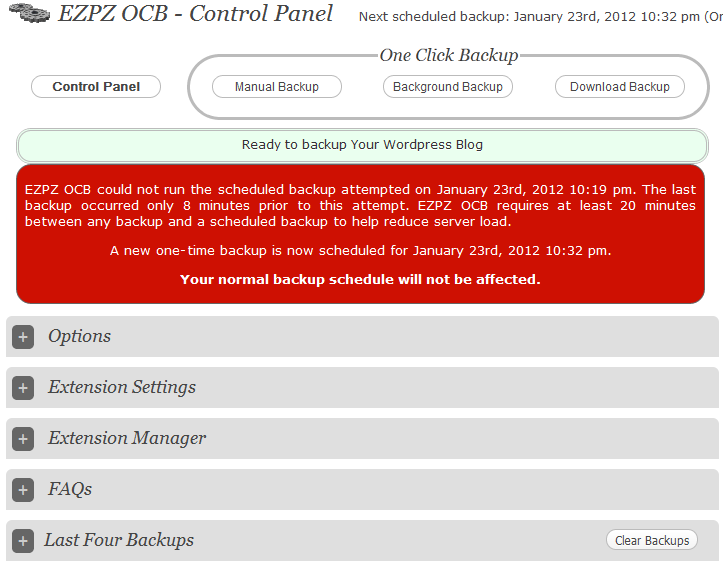 EZPZ OCB - Control Panel
Next scheduled backup: January 23rd, 2012 10:32 pm (Or
One Click Backup
Control Panel
Manual Backup
Background Backup
Download Backup
Ready to backup Your Wordpress Blog
EZPZ OCB could not run the scheduled backup attempted on January 23rd, 2012 10:19 pm. The last
backup occurred only 8 minutes prior to this attempt. EZPZ OCB requires at least 20 minutes
between any backup and a scheduled backup to help reduce server load.
A new one-time backup is now scheduled for January 23rd, 2012 10:32 pm.
Your normal backup schedule will not be affected.
+ Options
+ Extension Settings
+ Extension Manager
+ FAQs
+ Last Four Backups
Clear Backups